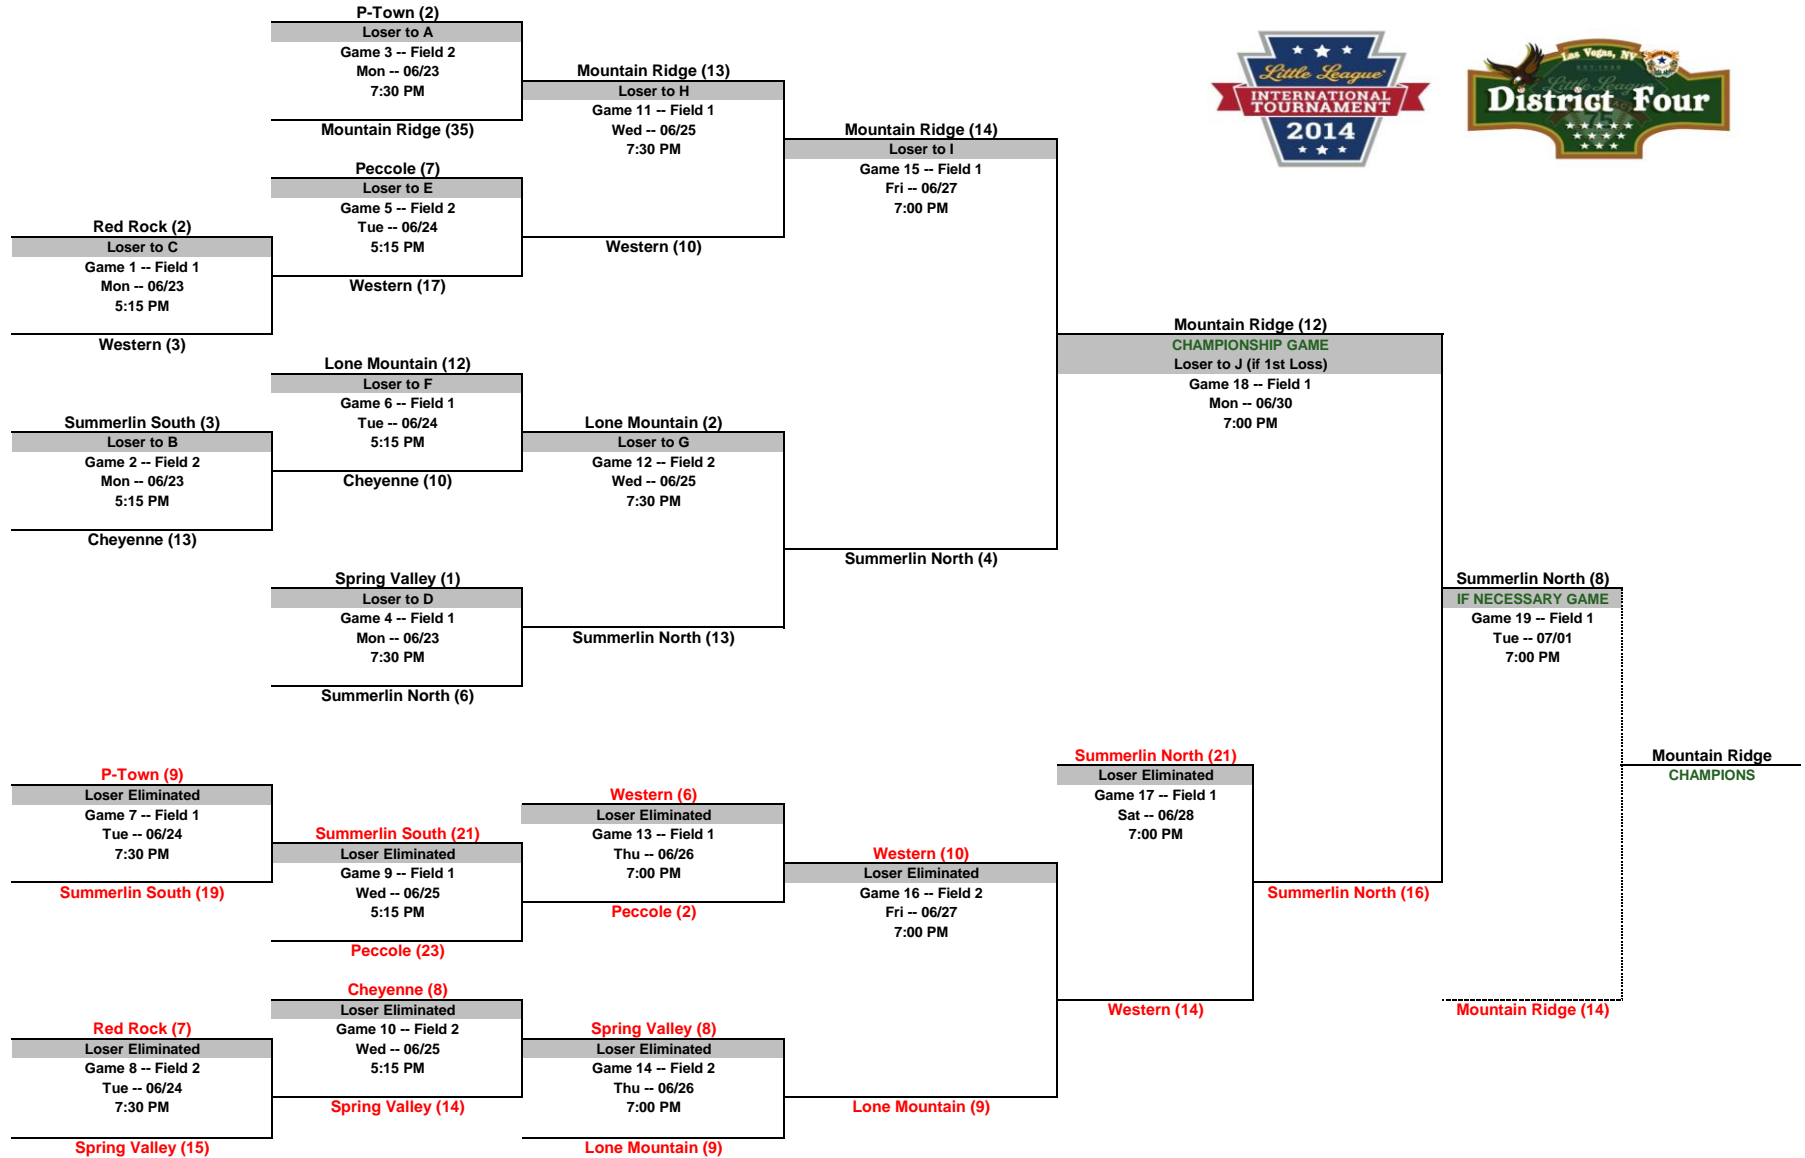 P-Town (2)
Loser to A
Game 3 -- Field 2
Mon -- 06/23
7:30 PM
Mountain Ridge (35)
Peccole (7)
Loser to E
Game 5 -- Field 2
Tue -- 06/24
5:15 PM
Western (17)
Red Rock (2)
Loser to C
Game 1 -- Field 1
Mon -- 06/23
5:15 PM
Western (3)
Lone Mountain (12)
Loser to F
Game 6 -- Field 1
Tue -- 06/24
5:15 PM
Cheyenne (10)
Summerlin South (3)
Loser to B
Game 2 -- Field 2
Mon -- 06/23
5:15 PM
Cheyenne (13)
Spring Valley (1)
Loser to D
Game 4 -- Field 1
Mon -- 06/23
7:30 PM
Summerlin North (6)
Mountain Ridge (13)
Loser to H
Game 11 -- Field 1
Wed -- 06/25
7:30 PM
Western (10)
Lone Mountain (2)
Loser to G
Game 12 -- Field 2
Wed -- 06/25
7:30 PM
Summerlin North (13)
Mountain Ridge (14)
Loser to I
Game 15 -- Field 1
Fri -- 06/27
7:00 PM
Summerlin North (4)
Little League
INTERNATIONAL
TOURNAMENT
2014
Las Vegas, NV
Little League
District Four
75
Mountain Ridge (12)
CHAMPIONSHIP GAME
Loser to J (if 1st Loss)
Game 18 -- Field 1
Mon -- 06/30
7:00 PM
Summerlin North (8)
IF NECESSARY GAME
Game 19 -- Field 1
Tue -- 07/01
7:00 PM
Mountain Ridge (14)
Mountain Ridge
CHAMPIONS
P-Town (9)
Loser Eliminated
Game 7 -- Field 1
Tue -- 06/24
7:30 PM
Summerlin South (19)
Summerlin South (21)
Loser Eliminated
Game 9 -- Field 1
Wed -- 06/25
5:15 PM
Peccole (23)
Western (6)
Loser Eliminated
Game 13 -- Field 1
Thu -- 06/26
7:00 PM
Peccole (2)
Western (10)
Loser Eliminated
Game 16 -- Field 2
Fri -- 06/27
7:00 PM
Lone Mountain (9)
Summerlin North (21)
Loser Eliminated
Game 17 -- Field 1
Sat -- 06/28
7:00 PM
Western (14)
Summerlin North (16)
Red Rock (7)
Loser Eliminated
Game 8 -- Field 2
Tue -- 06/24
7:30 PM
Spring Valley (15)
Cheyenne (8)
Loser Eliminated
Game 10 -- Field 2
Wed -- 06/25
5:15 PM
Spring Valley (14)
Spring Valley (8)
Loser Eliminated
Game 14 -- Field 2
Thu -- 06/26
7:00 PM
Lone Mountain (9)